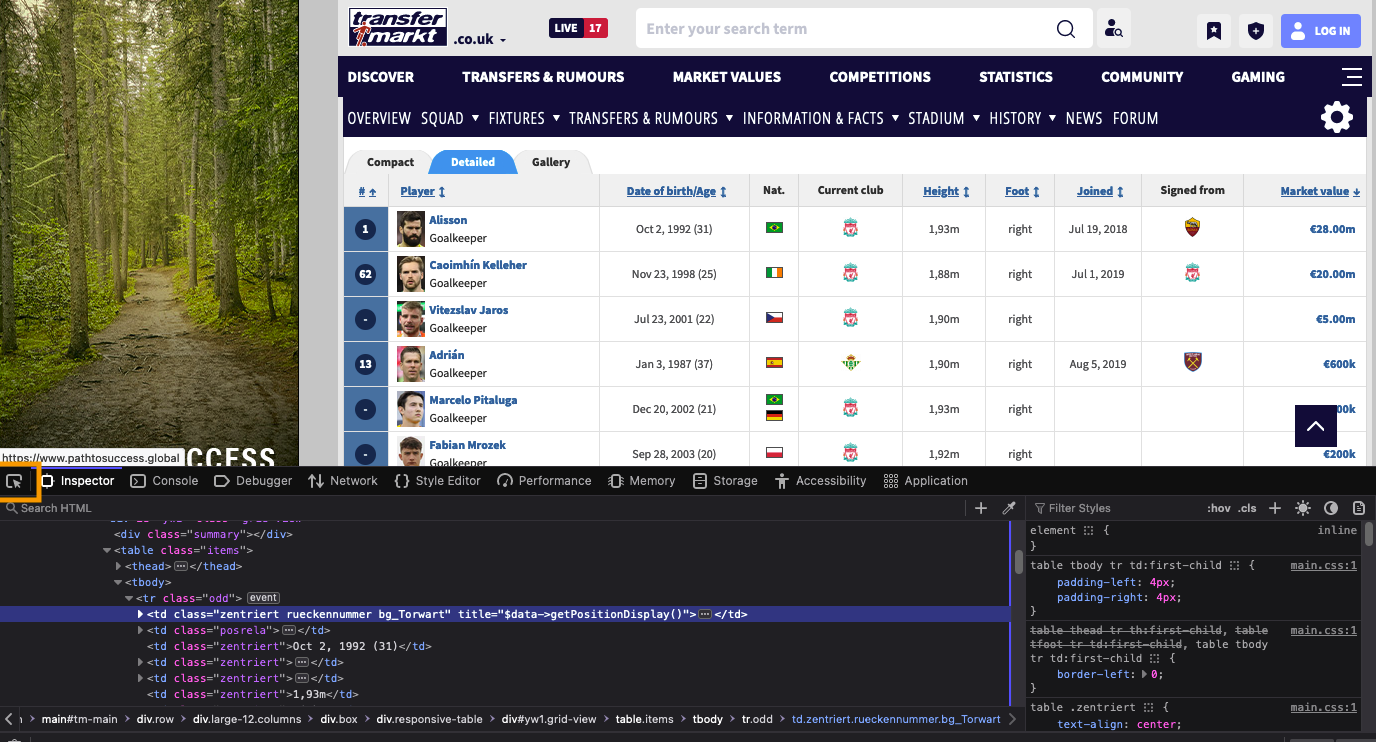 transfer
markt
.co.uk
LIVE 17
Enter your search term
LOG IN
DISCOVER TRANSFERS & RUMOURS MARKET VALUES COMPETITIONS STATISTICS COMMUNITY GAMING
OVERVIEW SQUAD ▼ FIXTURES ▼ TRANSFERS & RUMOURS ▼ INFORMATION & FACTS ▼ STADIUM ▼ HISTORY ▼ NEWS FORUM
Compact Detailed Gallery
# Player Date of birth/Age Nat. Current club Height Foot Joined Signed from Market value
1 Alisson Oct 2, 1992 (31) 1,93m right Jul 19, 2018 €28.00m
Goalkeeper
62 Caoimhín Kelleher Nov 23, 1998 (25) 1,88m right Jul 1, 2019 €20.00m
Goalkeeper
- Vitezslav Jaros Jul 23, 2001 (22) 1,90m right €5.00m
Goalkeeper
13 Adrián Jan 3, 1987 (37) 1,90m right Aug 5, 2019 €600k
Goalkeeper
- Marcelo Pitaluga Dec 20, 2002 (21) 1,93m right
Goalkeeper
- Fabian Mrozek Sep 28, 2003 (20) 1,92m right €200k
Goalkeeper
https://www.pathtosuccess.global
CCESS
Inspector Console Debugger Network Style Editor Performance Memory Storage Accessibility Application
Search HTML
<div class="summary"></div>
<table class="items">
<thead></thead>
<tbody>
<tr class="odd"> event
<td class="zentriert rueckennummer bg_Torwart" title="$data->getPositionDisplay()"></td>
<td class="posrela"></td>
<td class="zentriert">Oct 2, 1992 (31)</td>
<td class="zentriert"></td>
<td class="zentriert"></td>
<td class="zentriert">1,93m</td>
main#tm-main > div.row > div.large-12.columns > div.box > div.responsive-table > div#yw1.grid-view > table.items > tbody > tr.odd > td.zentriert.rueckennummer.bg_Torwart
Filter Styles :hov .cls
element { inline
}
table tbody tr td:first-child { main.css:1
padding-left: 4px;
padding-right: 4px;
}
table thead tr th:first-child, table main.css:1
tfoot tr td:first-child, table tbody
tr td:first-child {
border-left: 0;
}
table .zentriert { main.css:1
text-align: center;